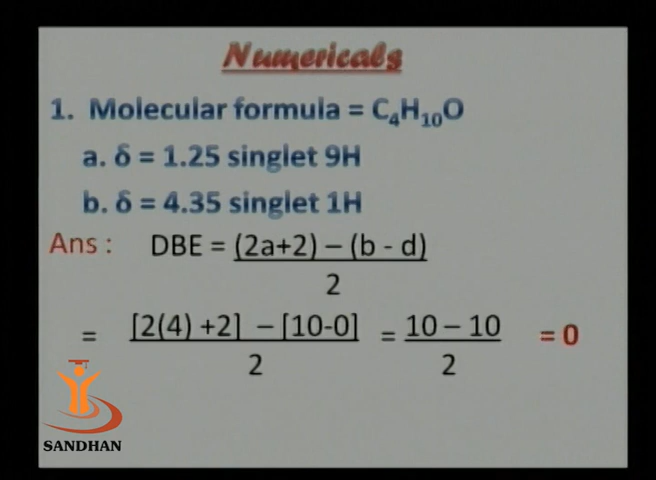 Numericals
1. Molecular formula = C₄H₁₀O
a. δ = 1.25 singlet 9H
b. δ = 4.35 singlet 1H
Ans : DBE = (2a+2) – (b - d)
2
= [2(4) +2] – [10-0] = 10 – 10 = 0
2 2
SANDHAN